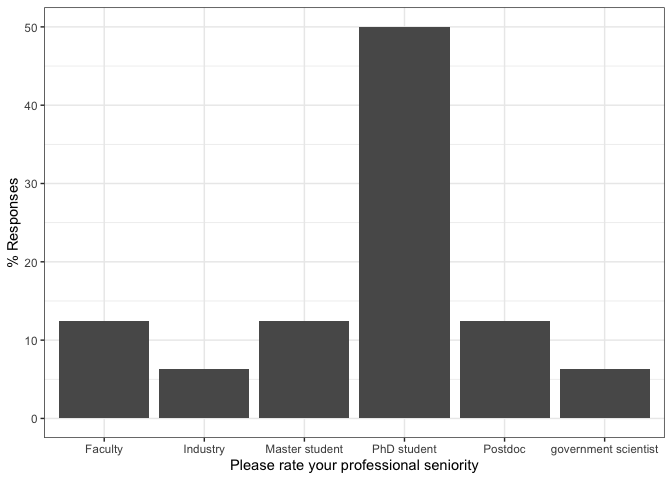 50
40
30
20
10
0
% Responses
Faculty Industry Master student PhD student Postdoc government scientist
Please rate your professional seniority